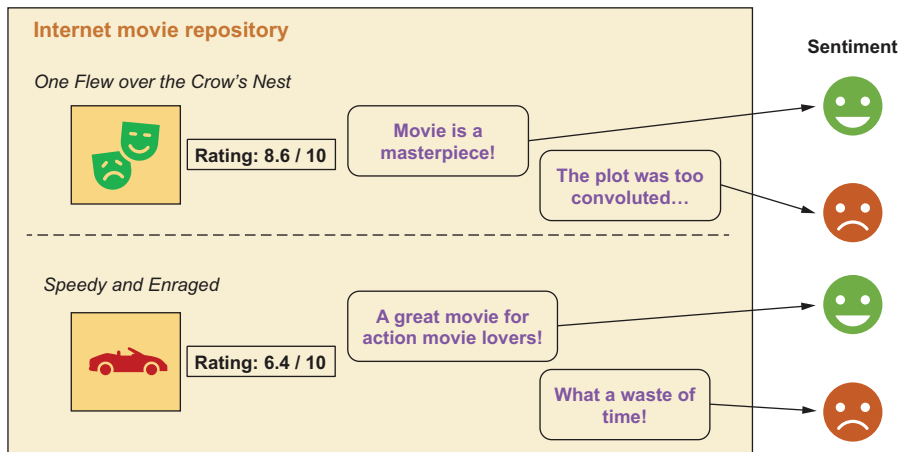 Internet movie repository
Sentiment
One Flew over the Crow's Nest
Rating: 8.6 / 10
Movie is a
masterpiece!
The plot was too
convoluted…
Speedy and Enraged
Rating: 6.4 / 10
A great movie for
action movie lovers!
What a waste of
time!